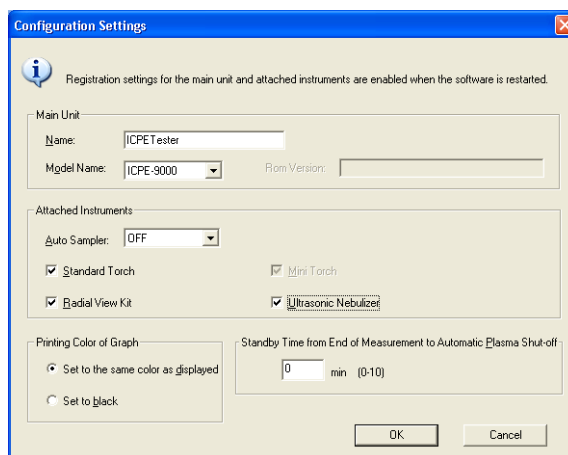 Configuration Settings
Registration settings for the main unit and attached instruments are enabled when the software is restarted.
Main Unit
Name: ICPETester
Model Name: ICPE-9000 Rom Version:
Attached Instruments
Auto Sampler: OFF
Standard Torch Mini Torch
Radial View Kit Ultrasonic Nebulizer
Printing Color of Graph
Set to the same color as displayed
Set to black
Standby Time from End of Measurement to Automatic Plasma Shut-off
0 min (0-10)
OK Cancel